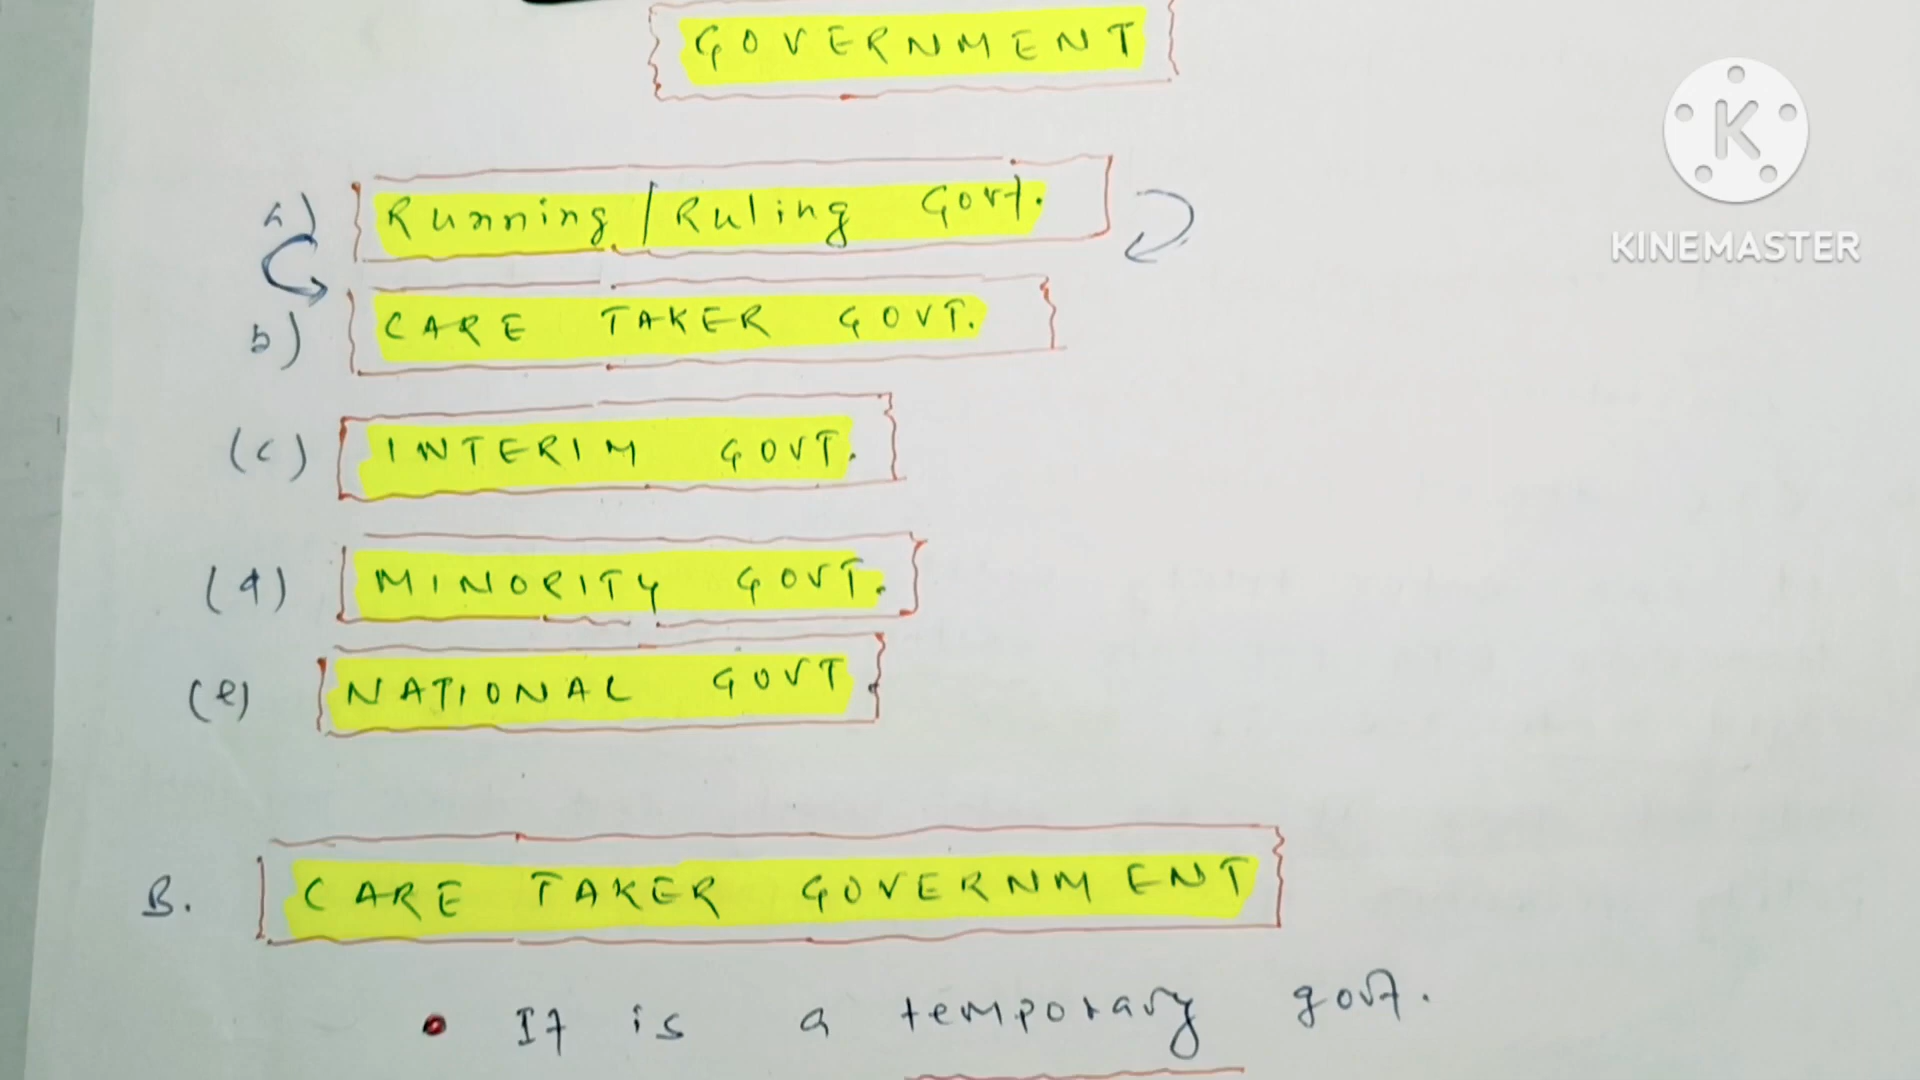 GOVERNMENT
a) Running/Ruling Govt.
b) CARE TAKER GOVT.
(c) INTERIM GOVT.
(d) MINORITY GOVT.
(e) NATIONAL GOVT.
B. CARE TAKER GOVERNMENT
• It is a temporary govt.
K
KINEMASTER